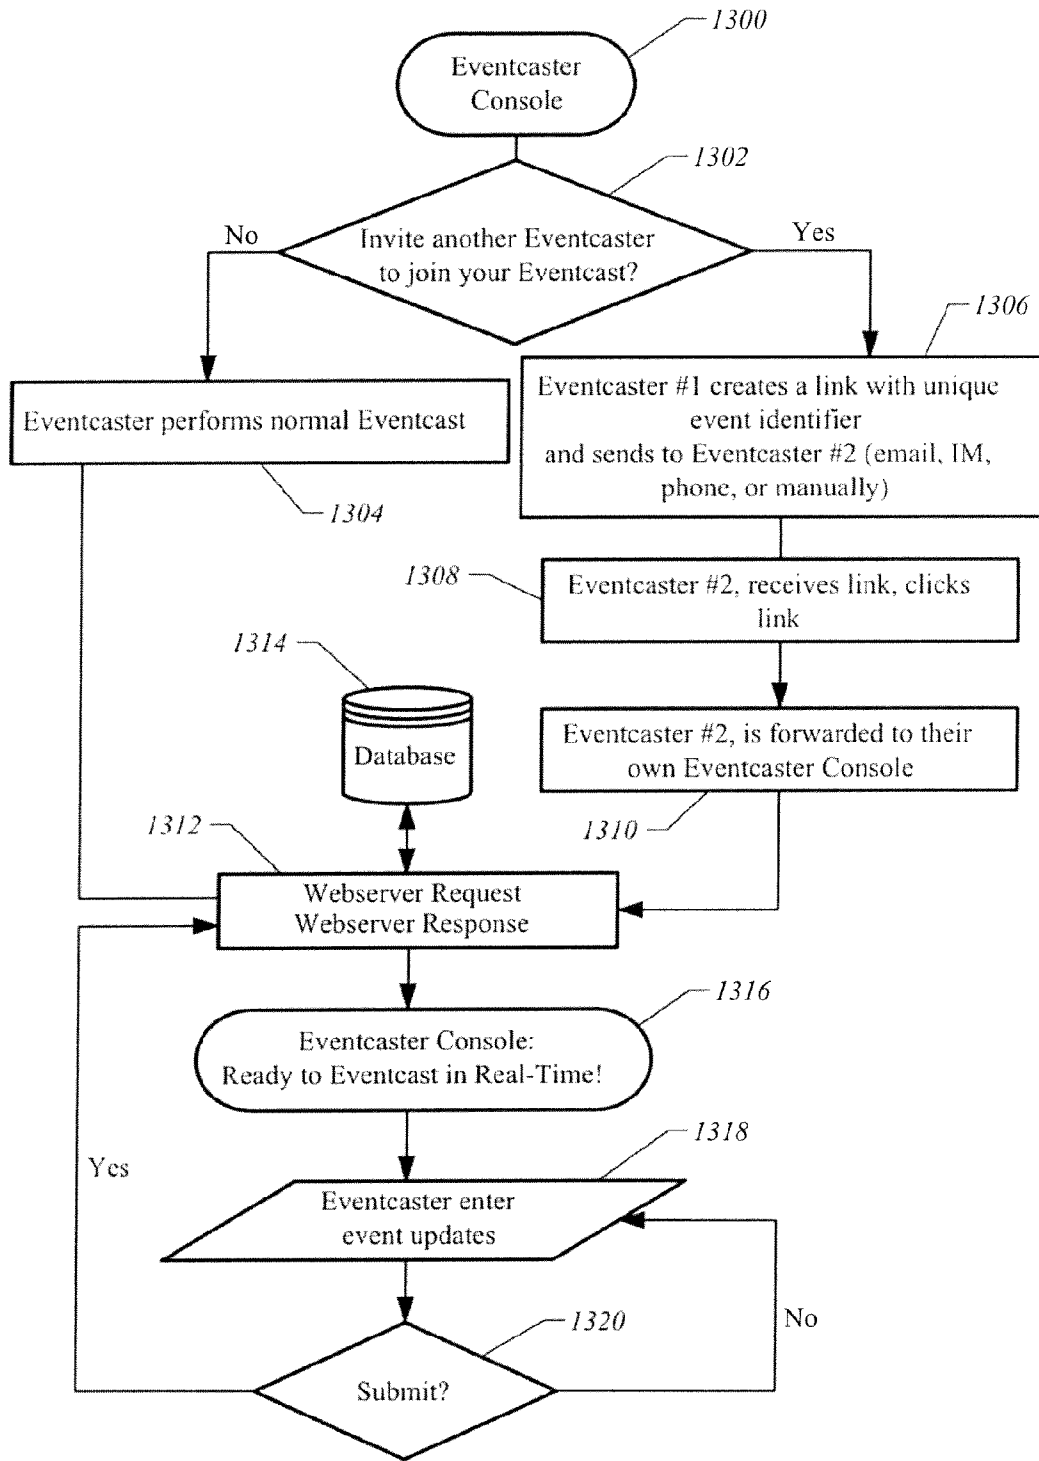 1300
Eventcaster
Console
1302
No
Invite another Eventcaster
to join your Eventcast?
Yes
1306
Eventcaster performs normal Eventcast
1304
Eventcaster #1 creates a link with unique
event identifier
and sends to Eventcaster #2 (email, IM,
phone, or manually)
1308
Eventcaster #2, receives link, clicks
link
1314
Database
Eventcaster #2, is forwarded to their
own Eventcaster Console
1310
1312
Webserver Request
Webserver Response
1316
Eventcaster Console:
Ready to Eventcast in Real-Time!
1318
Yes
Eventcaster enter
event updates
1320
No
Submit?